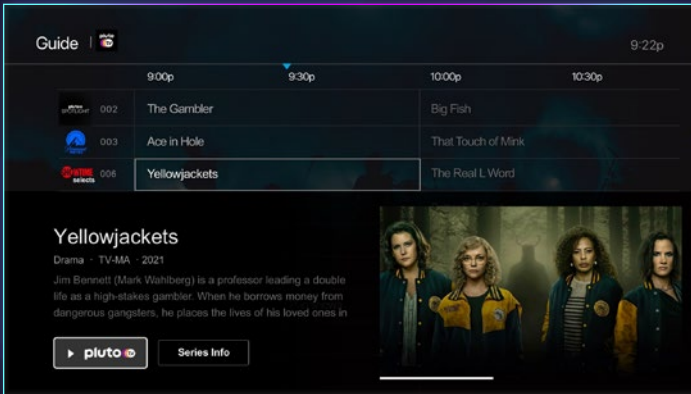 Guide pluto tv 9:22p
9:00p 9:30p 10:00p 10:30p
pluto SPOTLIGHT 002 The Gambler Big Fish
003 Ace in Hole That Touch of Mink
SHOWTIME selects 006 Yellowjackets The Real L Word
Yellowjackets
Drama · TV-MA · 2021
Jim Bennett (Mark Wahlberg) is a professor leading a double
life as a high-stakes gambler. When he borrows money from
dangerous gangsters, he places the lives of his loved ones in
pluto tv Series Info